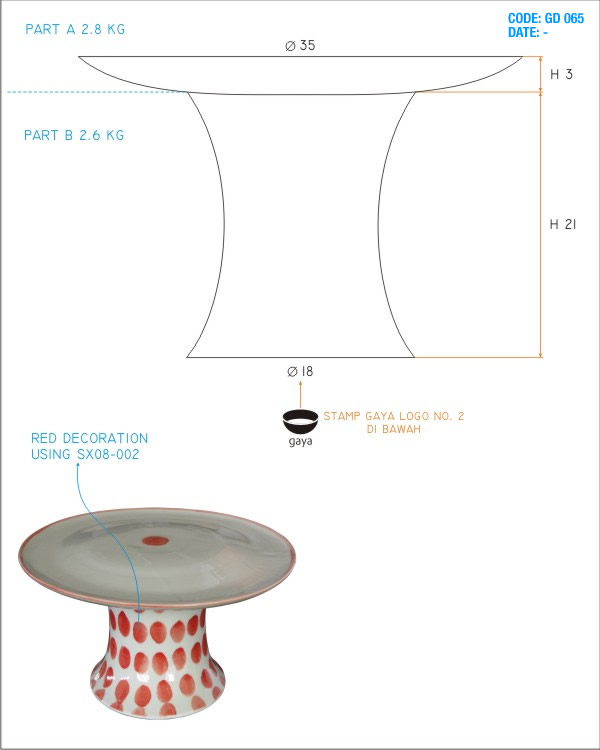 PART A 2.8 KG
CODE: GD 065
DATE: -
Ø 35
H 3
PART B 2.6 KG
H 21
Ø 18
STAMP GAYA LOGO NO. 2
DI BAWAH
gaya
RED DECORATION
USING SX08-002